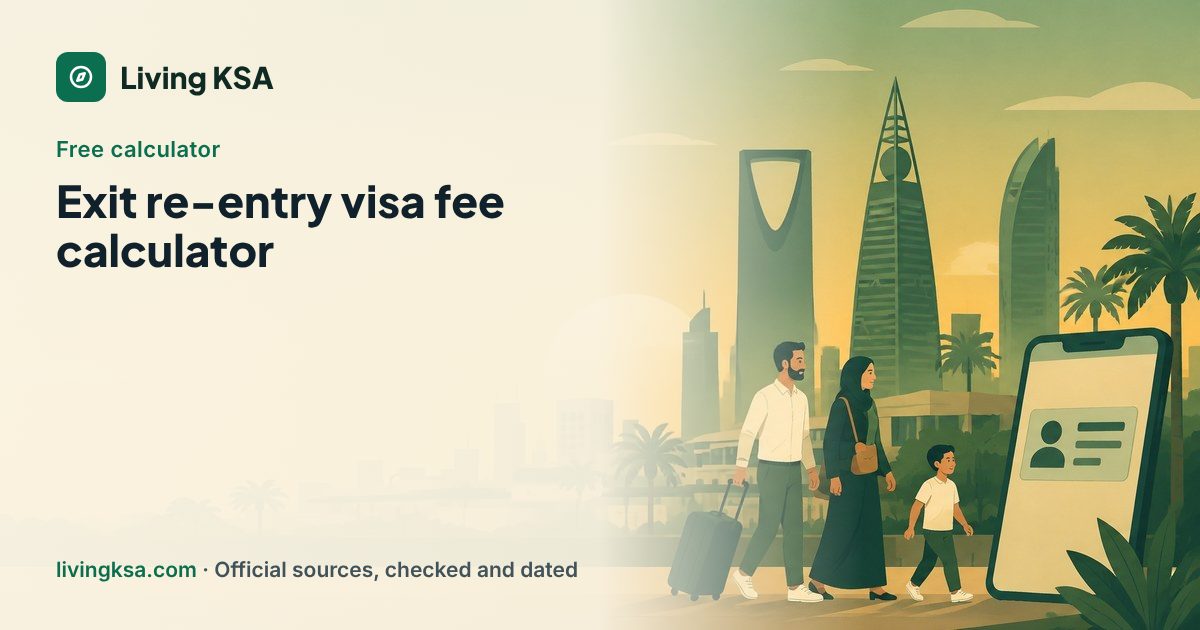 Living KSA
Free calculator
Exit re-entry visa fee
calculator
livingksa.com · Official sources, checked and dated